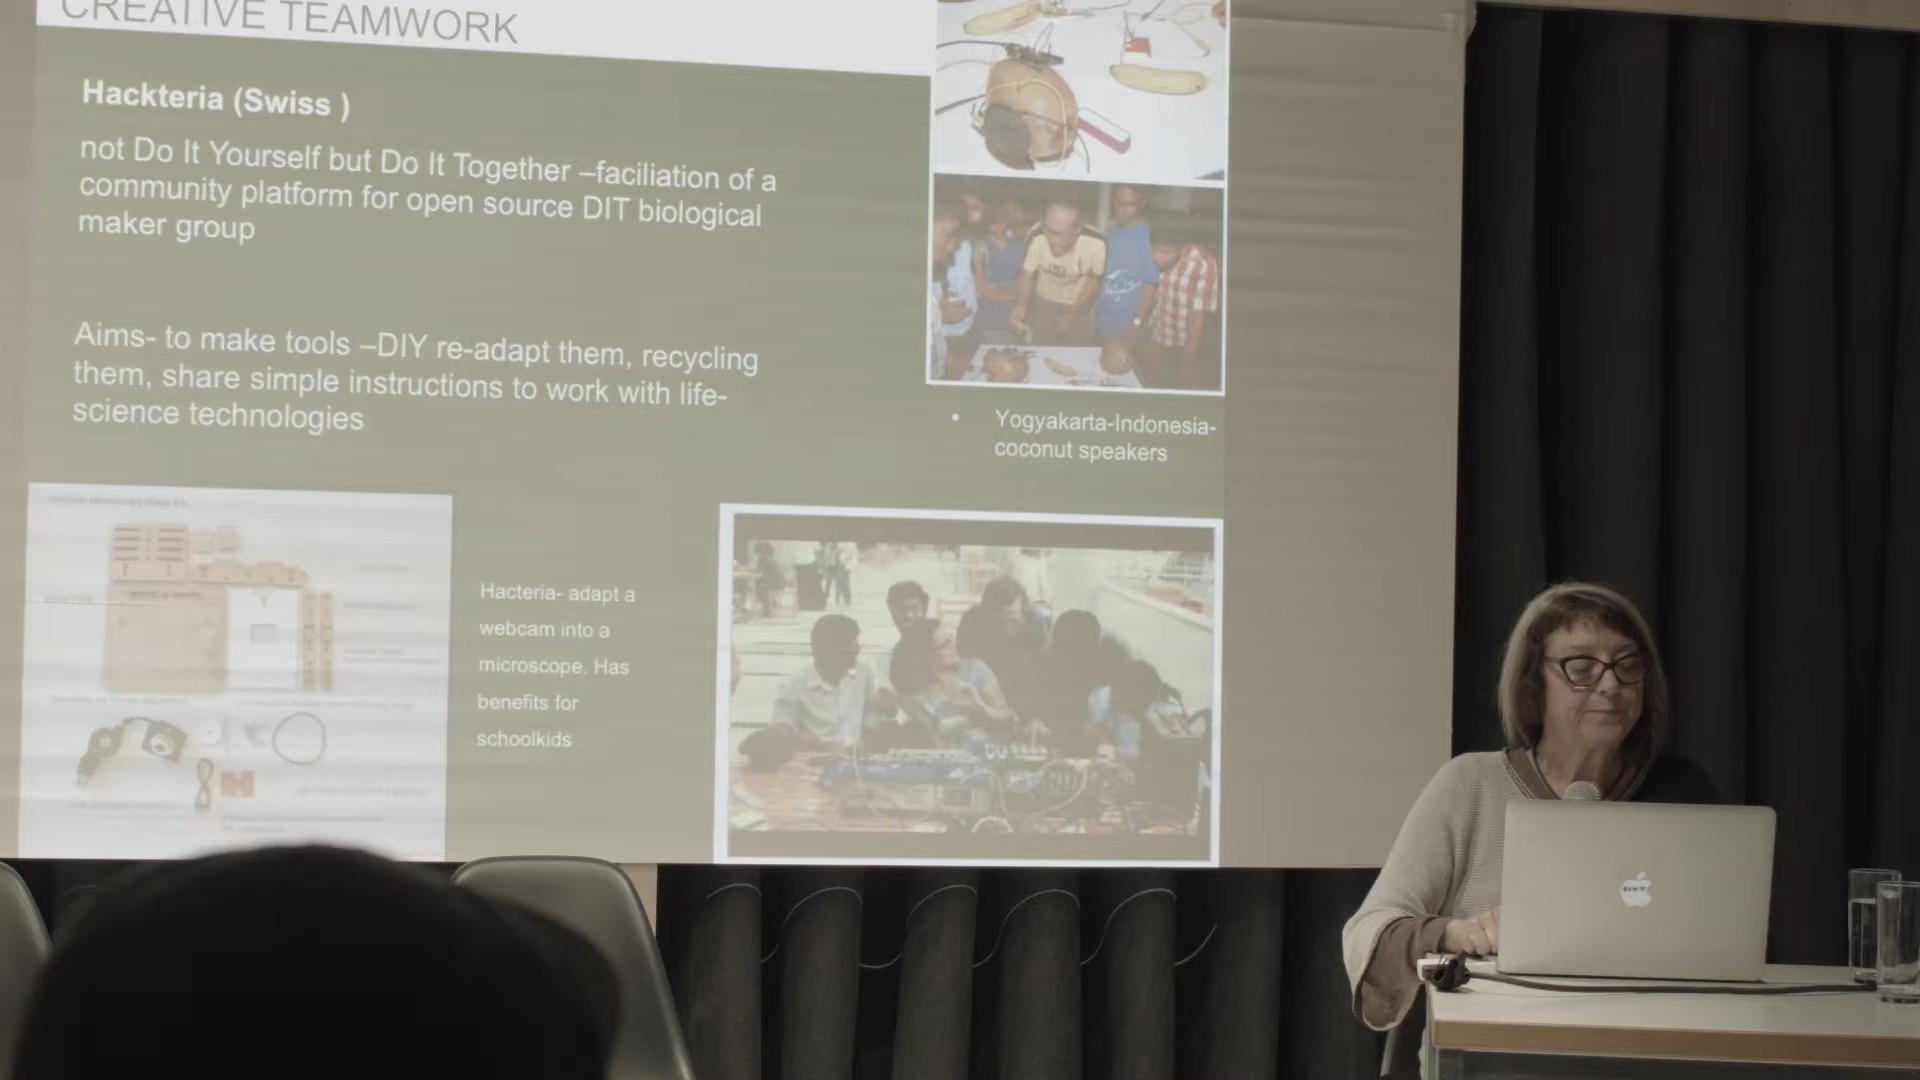 CREATIVE TEAMWORK
Hackteria (Swiss )
not Do It Yourself but Do It Together –faciliation of a
community platform for open source DIT biological
maker group
Aims- to make tools –DIY re-adapt them, recycling
them, share simple instructions to work with life-
science technologies
• Yogyakarta-Indonesia-
coconut speakers
Hacteria- adapt a
webcam into a
microscope. Has
benefits for
schoolkids